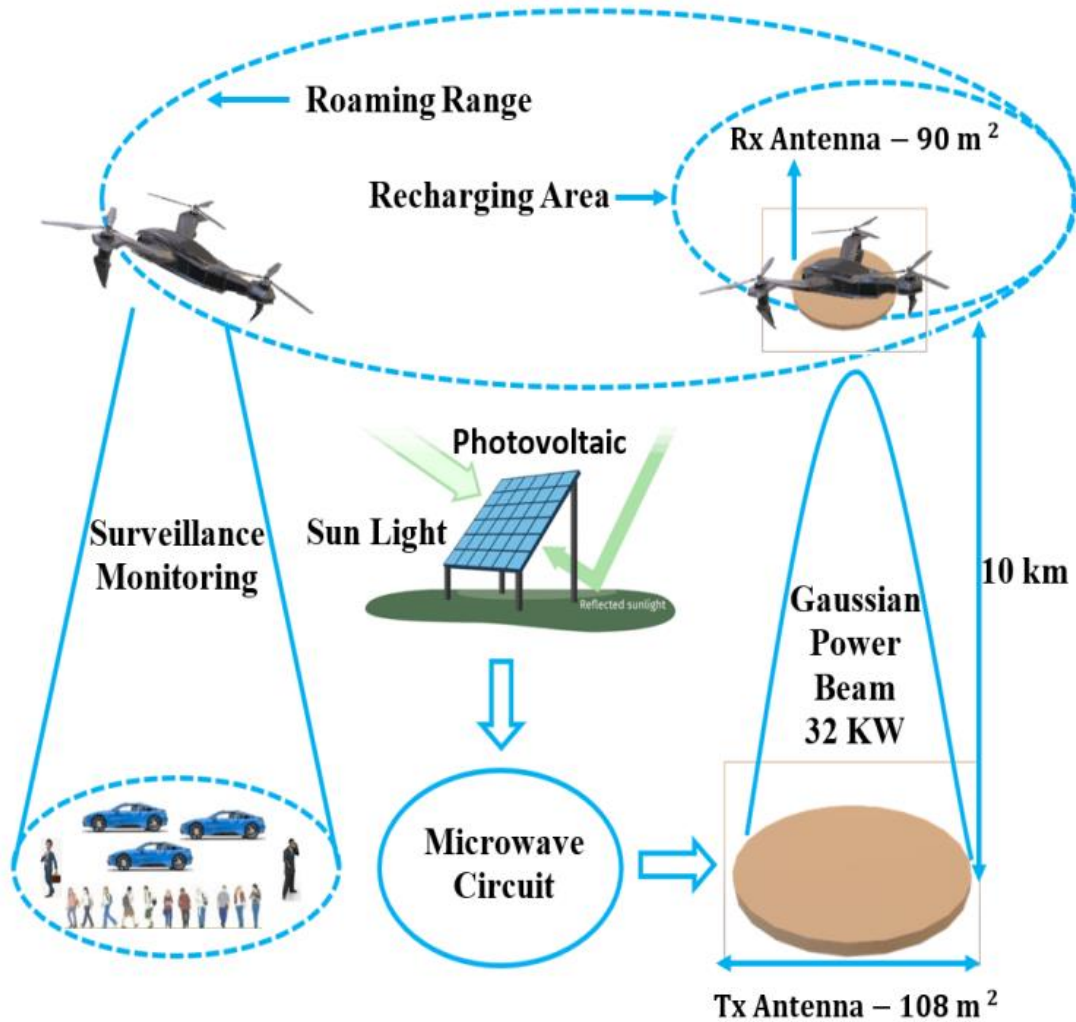 Roaming Range
Rx Antenna – 90 m²
Recharging Area
Photovoltaic
Sun Light
Reflected sunlight
Surveillance
Monitoring
10 km
Gaussian
Power
Beam
32 KW
Microwave
Circuit
Tx Antenna – 108 m²